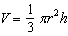 V = 1/3 πr²h